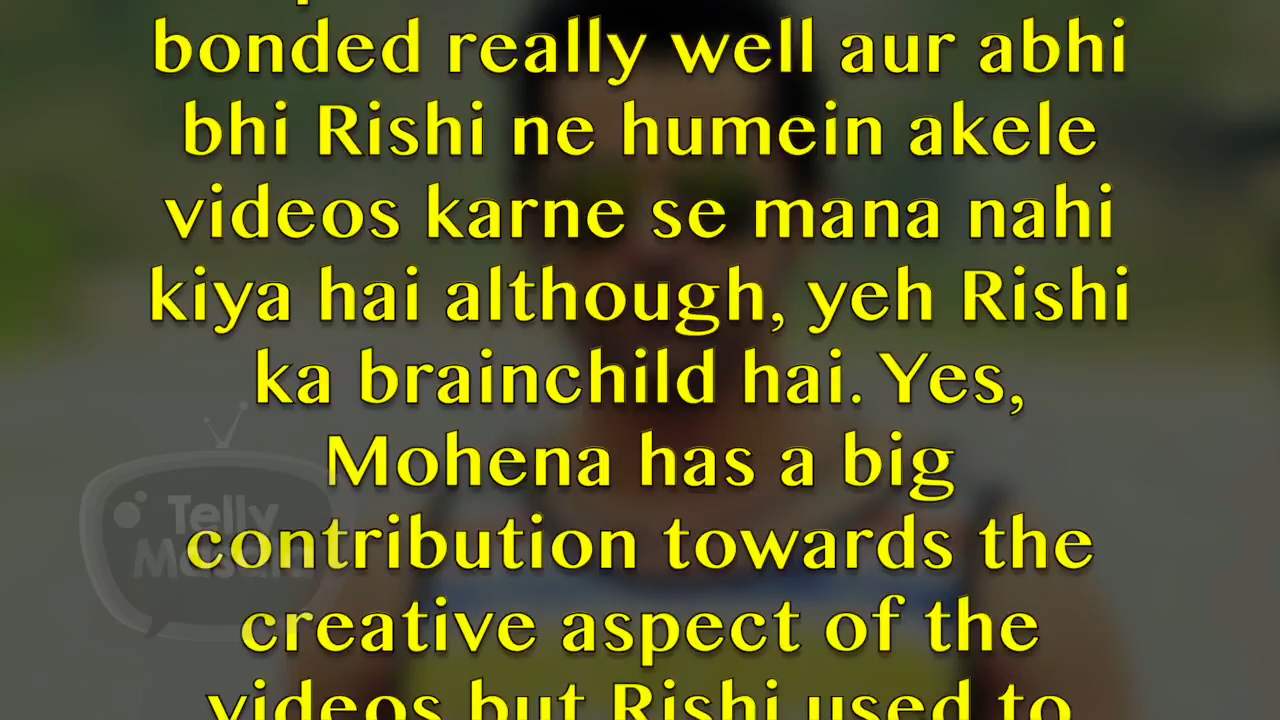 bonded really well aur abhi
bhi Rishi ne humein akele
videos karne se mana nahi
kiya hai although, yeh Rishi
ka brainchild hai. Yes,
Mohena has a big
contribution towards the
creative aspect of the
videos but Rishi used to
Telly
Masala